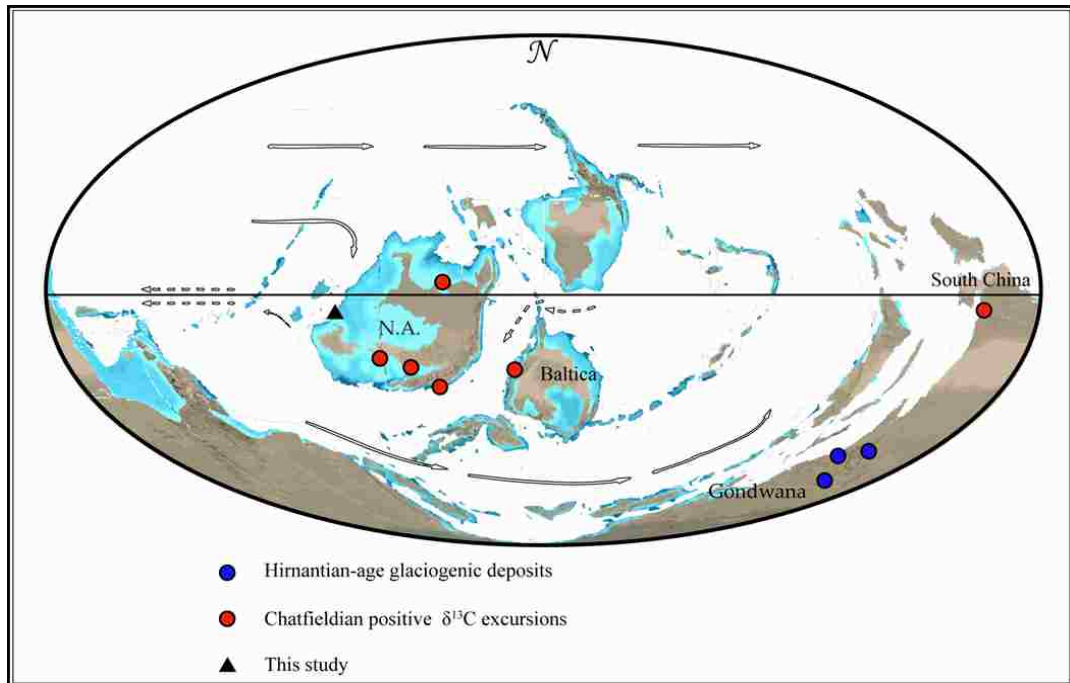 N
South China
N.A.
Baltica
Gondwana
Hirnantian-age glaciogenic deposits
Chatfieldian positive δ¹³C excursions
This study